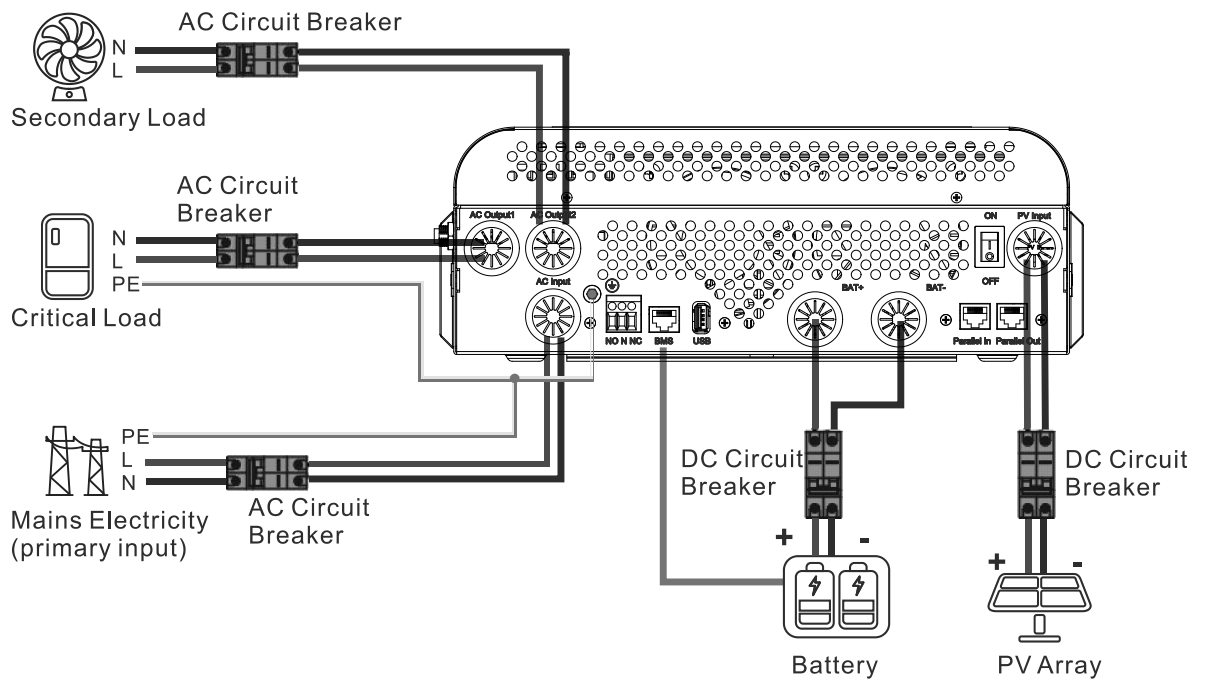 AC Circuit Breaker
N
L
Secondary Load
AC Circuit
Breaker
N
L
PE
Critical Load
AC Output1
AC Output2
AC Input
NO N NC
BMS
USB
BAT+
BAT-
ON
OFF
PV Input
Parallel In
Parallel Out
PE
L
N
Mains Electricity
(primary input)
AC Circuit
Breaker
DC Circuit
Breaker
+
-
Battery
DC Circuit
Breaker
+
-
PV Array